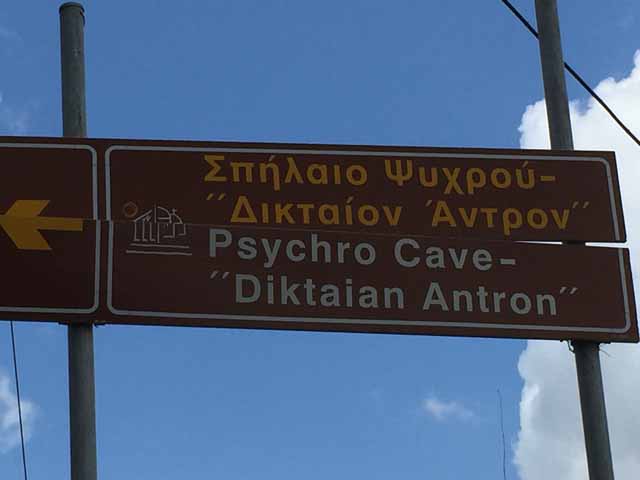 Σπήλαιο Ψυχρού-
"Δικταίον Άντρον"
Psychro Cave-
"Diktaian Antron"